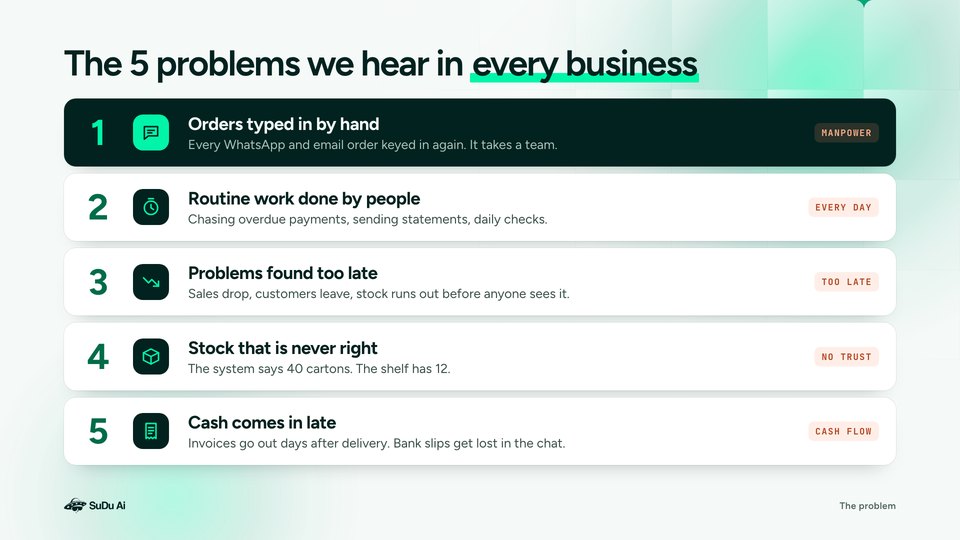 The 5 problems we hear in every business
1
Orders typed in by hand
Every WhatsApp and email order keyed in again. It takes a team.
MANPOWER
2
Routine work done by people
Chasing overdue payments, sending statements, daily checks.
EVERY DAY
3
Problems found too late
Sales drop, customers leave, stock runs out before anyone sees it.
TOO LATE
4
Stock that is never right
The system says 40 cartons. The shelf has 12.
NO TRUST
5
Cash comes in late
Invoices go out days after delivery. Bank slips get lost in the chat.
CASH FLOW
SuDu Ai
The problem